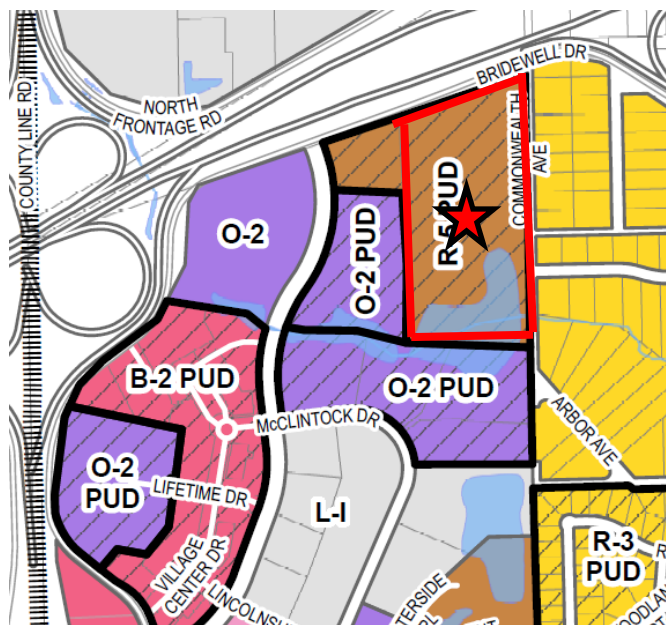 BRIDEWELL DR
NORTH
FRONTAGE RD
COUNTY LINE RD
COMMONWEALTH
AVE
R-5 PUD
O-2
O-2 PUD
B-2 PUD
O-2 PUD
McCLINTOCK DR
ARBOR AVE
O-2
PUD
LIFETIME DR
L-I
VILLAGE
CENTER DR
R-3
PUD